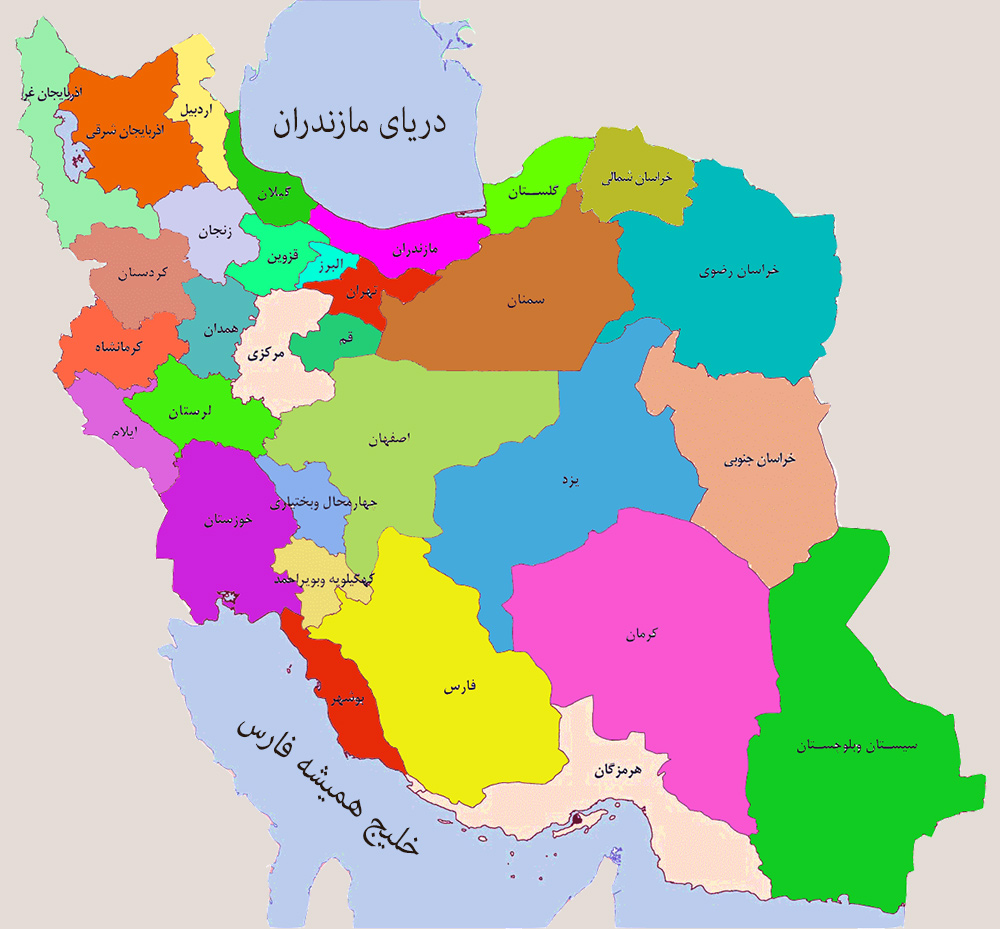 دریای مازندران
آذربایجان غر
آذربایجان شرقی
اردبیل
گیلان
زنجان
کردستان
قزوین
البرز
مازندران
گلستان
خراسان شمالی
خراسان رضوی
سمنان
تهران
همدان
قم
مرکزی
کرمانشاه
ایلام
لرستان
اصفهان
یزد
خراسان جنوبی
خوزستان
چهارمحال وبختیاری
کهگیلویه وبویراحمد
کرمان
فارس
بوشهر
سیستان وبلوچستان
هرمزگان
خلیج همیشه فارس